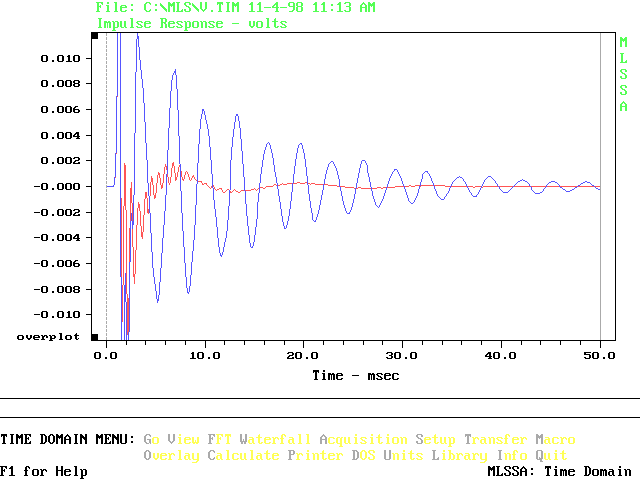 File: C:\MLS\V.TIM 11-4-98 11:13 AM
Impulse Response - volts
MLSSA
0.010
0.008
0.006
0.004
0.002
-0.000
-0.002
-0.004
-0.006
-0.008
-0.010
overplot
0.0 10.0 20.0 30.0 40.0 50.0
Time - msec
TIME DOMAIN MENU: Go View FFT Waterfall Acquisition Setup Transfer Macro
Overlay Calculate Printer DOS Units Library Info Quit
F1 for Help MLSSA: Time Domain